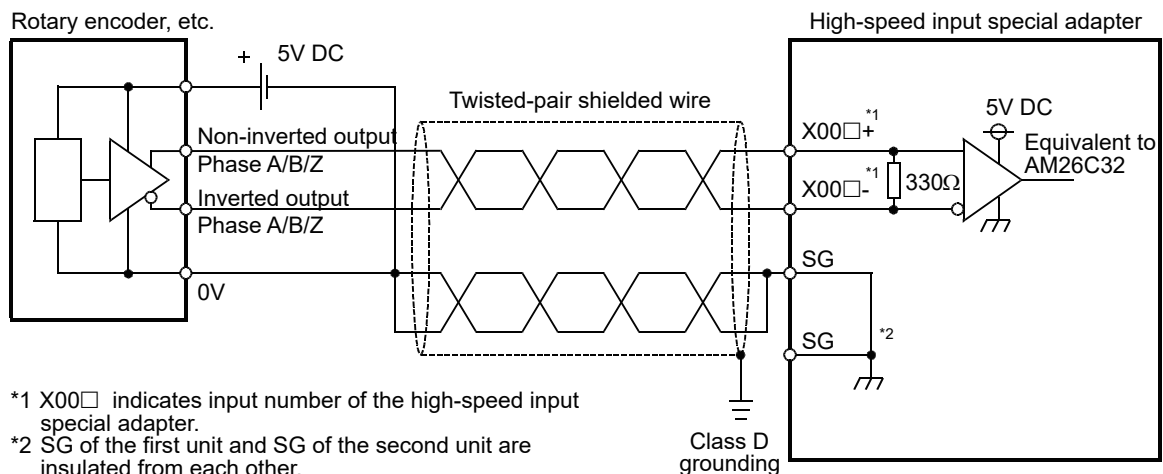 Rotary encoder, etc.
High-speed input special adapter
+ 5V DC
Twisted-pair shielded wire
Non-inverted output
Phase A/B/Z
Inverted output
Phase A/B/Z
0V
X00□+*1
X00□-*1
330Ω
5V DC
Equivalent to
AM26C32
SG
SG
*2
Class D
grounding
*1 X00□ indicates input number of the high-speed input
special adapter.
*2 SG of the first unit and SG of the second unit are
insulated from each other.